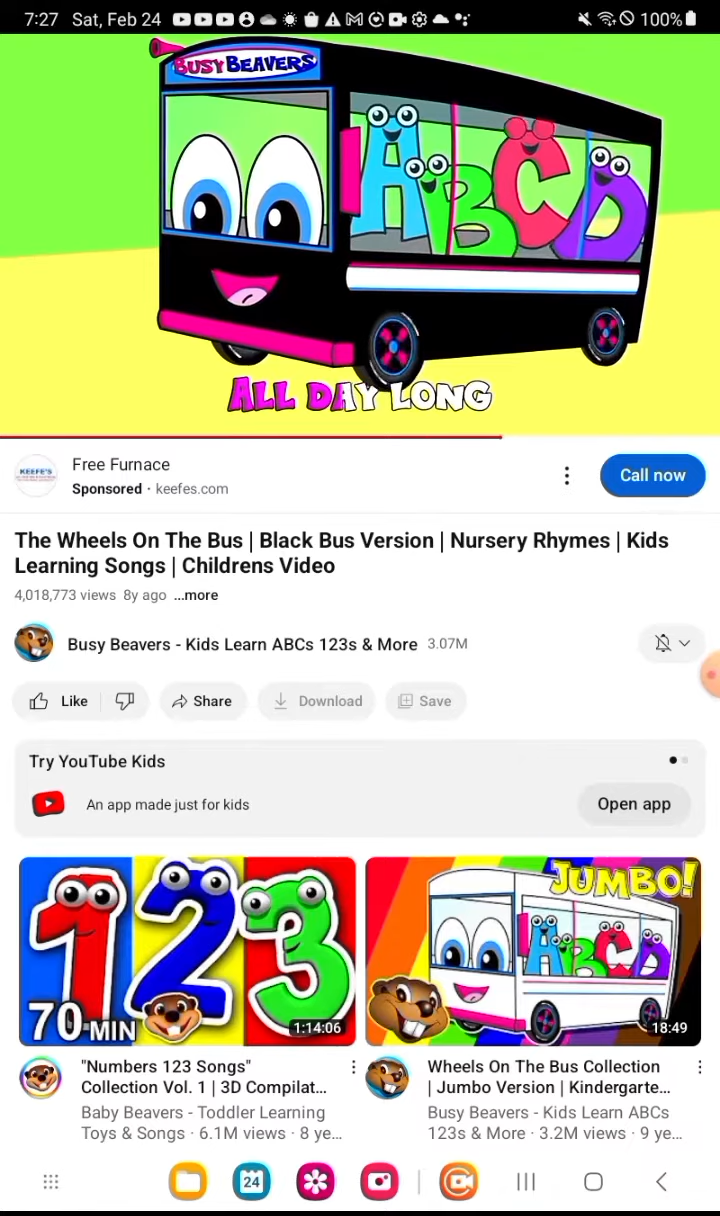 7:27 Sat, Feb 24 100%
BUSY BEAVERS
A B C D
ALL DAY LONG
KEEFE'S
Free Furnace
Sponsored · keefes.com
Call now
The Wheels On The Bus | Black Bus Version | Nursery Rhymes | Kids
Learning Songs | Childrens Video
4,018,773 views 8y ago ...more
Busy Beavers - Kids Learn ABCs 123s & More 3.07M
Like Share Download Save
Try YouTube Kids
An app made just for kids
Open app
1 2 3
70 MIN
1:14:06
JUMBO!
A B C D
18:49
"Numbers 123 Songs"
Collection Vol. 1 | 3D Compilat...
Baby Beavers - Toddler Learning
Toys & Songs · 6.1M views · 8 ye...
Wheels On The Bus Collection
| Jumbo Version | Kindergarte...
Busy Beavers - Kids Learn ABCs
123s & More · 3.2M views · 9 ye...
24